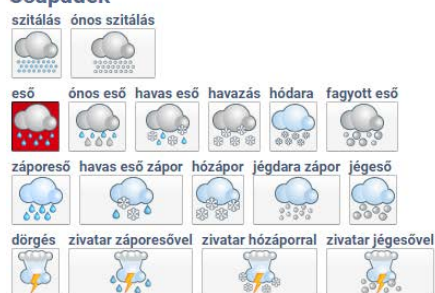 szitálás ónos szitálás
eső ónos eső havas eső havazás hódara fagyott eső
záporeső havas eső zápor hózápor jégdara zápor jégeső
dörgés zivatar záporesővel zivatar hózáporral zivatar jégesővel